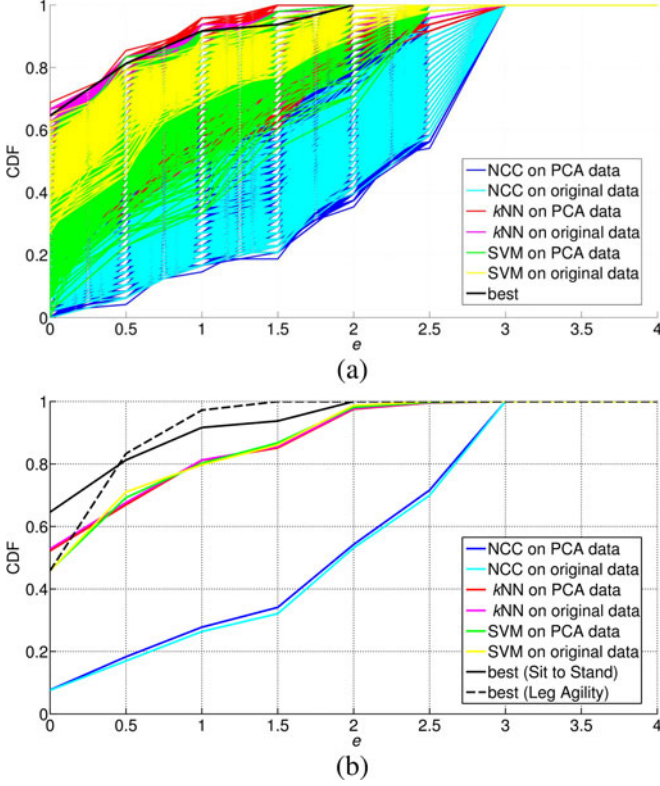 1
0.8
0.6
0.4
0.2
0
CDF
0 0.5 1 1.5 2 2.5 3 3.5 4
e
NCC on PCA data
NCC on original data
kNN on PCA data
kNN on original data
SVM on PCA data
SVM on original data
best
(a)
1
0.8
0.6
0.4
0.2
0
CDF
0 0.5 1 1.5 2 2.5 3 3.5 4
e
NCC on PCA data
NCC on original data
kNN on PCA data
kNN on original data
SVM on PCA data
SVM on original data
best (Sit to Stand)
best (Leg Agility)
(b)